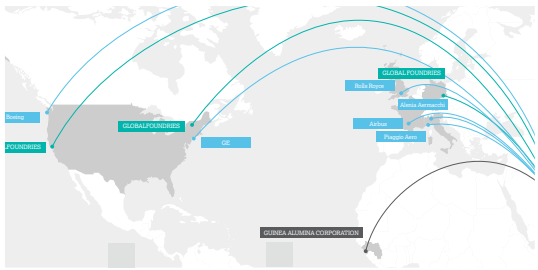 GLOBAL FOUNDRIES
Rolls Royce
Alenia Aermacchi
Boeing
GLOBALFOUNDRIES
Airbus
Piaggio Aero
GE
LFOUNDRIES
GUINEA ALUMINA CORPORATION